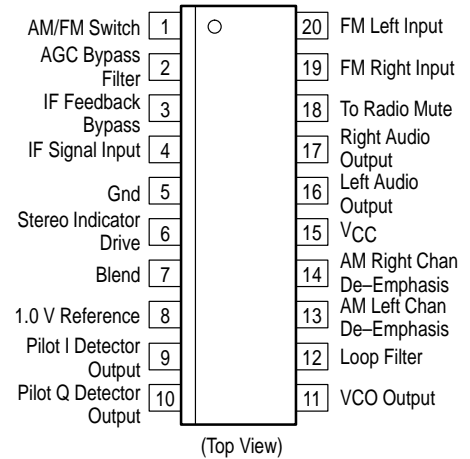 AM/FM Switch 1
AGC Bypass
Filter 2
IF Feedback
Bypass 3
IF Signal Input 4
Gnd 5
Stereo Indicator
Drive 6
Blend 7
1.0 V Reference 8
Pilot I Detector
Output 9
Pilot Q Detector
Output 10
20 FM Left Input
19 FM Right Input
18 To Radio Mute
17 Right Audio
Output
16 Left Audio
Output
15 VCC
14 AM Right Chan
De–Emphasis
13 AM Left Chan
De–Emphasis
12 Loop Filter
11 VCO Output
(Top View)